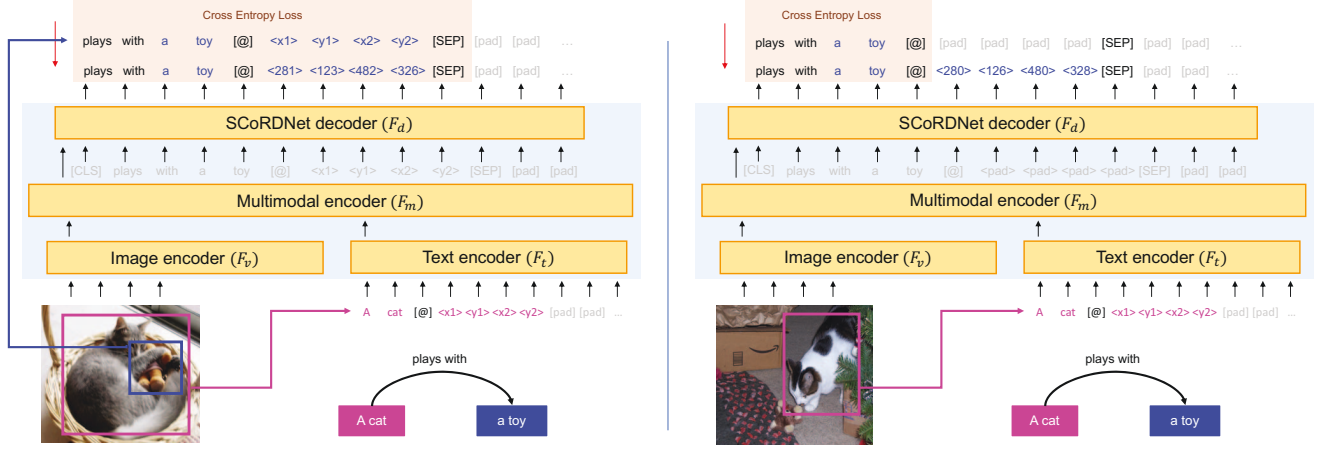 Cross Entropy Loss
plays with a toy [@] <x1> <y1> <x2> <y2> [SEP] [pad] [pad] ...
plays with a toy [@] <281> <123> <482> <326> [SEP] [pad] [pad] ...
SCoRDNet decoder (F_d)
[CLS] plays with a toy [@] <x1> <y1> <x2> <y2> [SEP] [pad] [pad]
Multimodal encoder (F_m)
Image encoder (F_v)
Text encoder (F_t)
A cat [@] <x1> <y1> <x2> <y2> [pad] [pad] ...
plays with
A cat
a toy
Cross Entropy Loss
plays with a toy [@] [pad] [pad] [pad] [pad] [SEP] [pad] [pad] ...
plays with a toy [@] <280> <126> <480> <328> [SEP] [pad] [pad] ...
SCoRDNet decoder (F_d)
[CLS] plays with a toy [@] <pad> <pad> <pad> <pad> [SEP] [pad] [pad]
Multimodal encoder (F_m)
Image encoder (F_v)
Text encoder (F_t)
A cat [@] <x1> <y1> <x2> <y2> [pad] [pad] ...
plays with
A cat
a toy